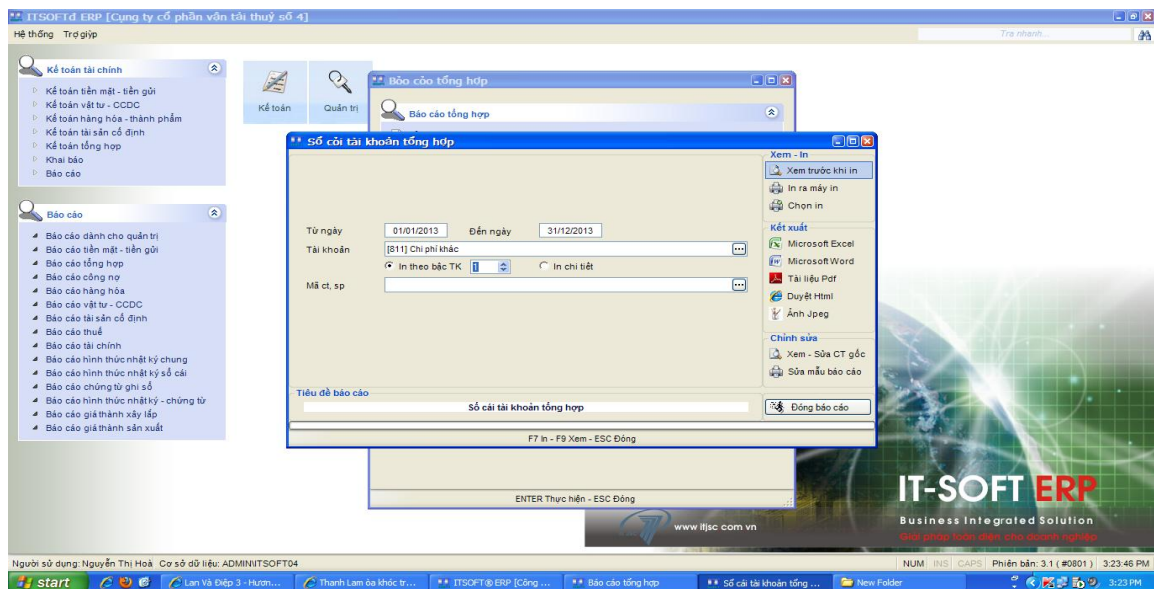 ITSOFTđ ERP [Cụng ty cổ phần vận tải thuỷ số 4]
Hệ thống Trợ giỳp
Tra nhanh...
Kế toán tài chính
Kế toán tiền mặt - tiền gửi
Kế toán vật tư - CCDC
Kế toán hàng hóa - thành phẩm
Kế toán tài sản cố định
Kế toán tổng hợp
Khai báo
Báo cáo
Kế toán
Quản trị
Báo cáo
Báo cáo dành cho quản trị
Báo cáo tiền mặt - tiền gửi
Báo cáo tổng hợp
Báo cáo công nợ
Báo cáo hàng hóa
Báo cáo vật tư - CCDC
Báo cáo tài sản cố định
Báo cáo thuế
Báo cáo tài chính
Báo cáo hình thức nhật ký chung
Báo cáo hình thức nhật ký sổ cái
Báo cáo chứng từ ghi sổ
Báo cáo hình thức nhật ký - chứng từ
Báo cáo giá thành xây lắp
Báo cáo giá thành sản xuất
Bỏo cỏo tổng hợp
Báo cáo tổng hợp
Sổ cỏi tài khoản tổng hợp
Từ ngày 01/01/2013 Đến ngày 31/12/2013
Tài khoản [811] Chi phí khác
In theo bậc TK 1 In chi tiết
Mã ct, sp
Tiêu đề báo cáo
Sổ cái tài khoản tổng hợp
F7 In - F9 Xem - ESC Đóng
Xem - In
Xem trước khi in
In ra máy in
Chọn in
Kết xuất
Microsoft Excel
Microsoft Word
Tài liệu Pdf
Duyệt Html
Ảnh Jpeg
Chỉnh sửa
Xem - Sửa CT gốc
Sửa mẫu báo cáo
Đóng báo cáo
ENTER Thực hiện - ESC Đóng
www itjsc com vn
IT-SOFT ERP
Business Integrated Solution
Giải pháp toàn diện cho doanh nghiệp
Người sử dụng: Nguyễn Thị Hoà Cơ sở dữ liệu: ADMIN\ITSOFT04
NUM INS CAPS Phiên bản: 3.1 ( #0801 ) 3:23:46 PM
start
Lan Và Điệp 3 - Hươn...
Thanh Lam òa khóc tr...
ITSOFT® ERP [Công ...
Báo cáo tổng hợp
Sổ cái tài khoản tổng ...
New Folder
3:23 PM